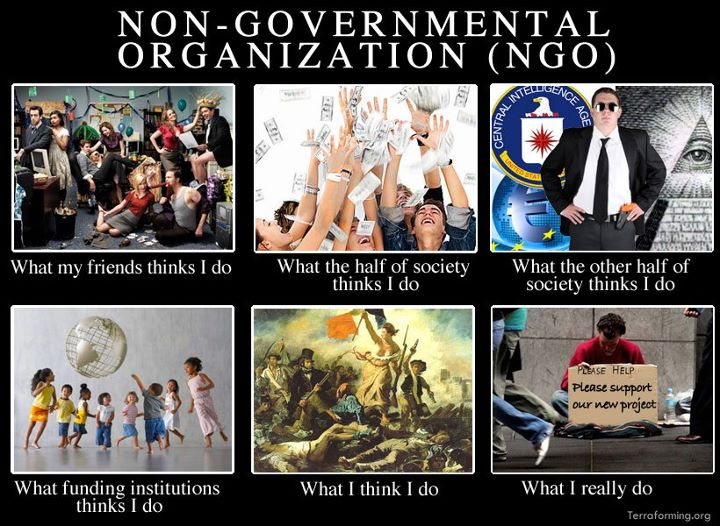 NON-GOVERNMENTAL
ORGANIZATION (NGO)
CENTRAL INTELLIGENCE AGE
What my friends thinks I do
What the half of society
thinks I do
What the other half of
society thinks I do
PLEASE HELP
Please support
our new project
What funding institutions
thinks I do
What I think I do
What I really do
Terraforming.org